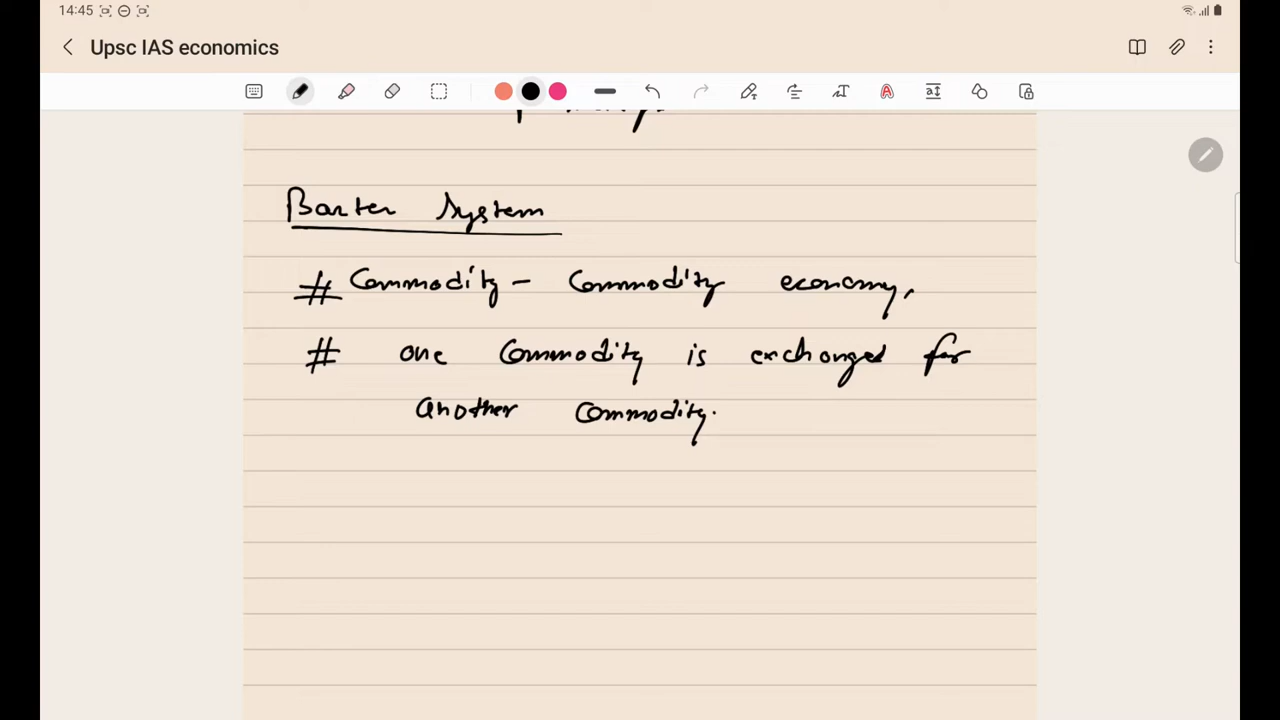 14:45
Upsc IAS economics
Barter System
# Commodity - Commodity economy,
# one Commodity is exchanged for
another Commodity.